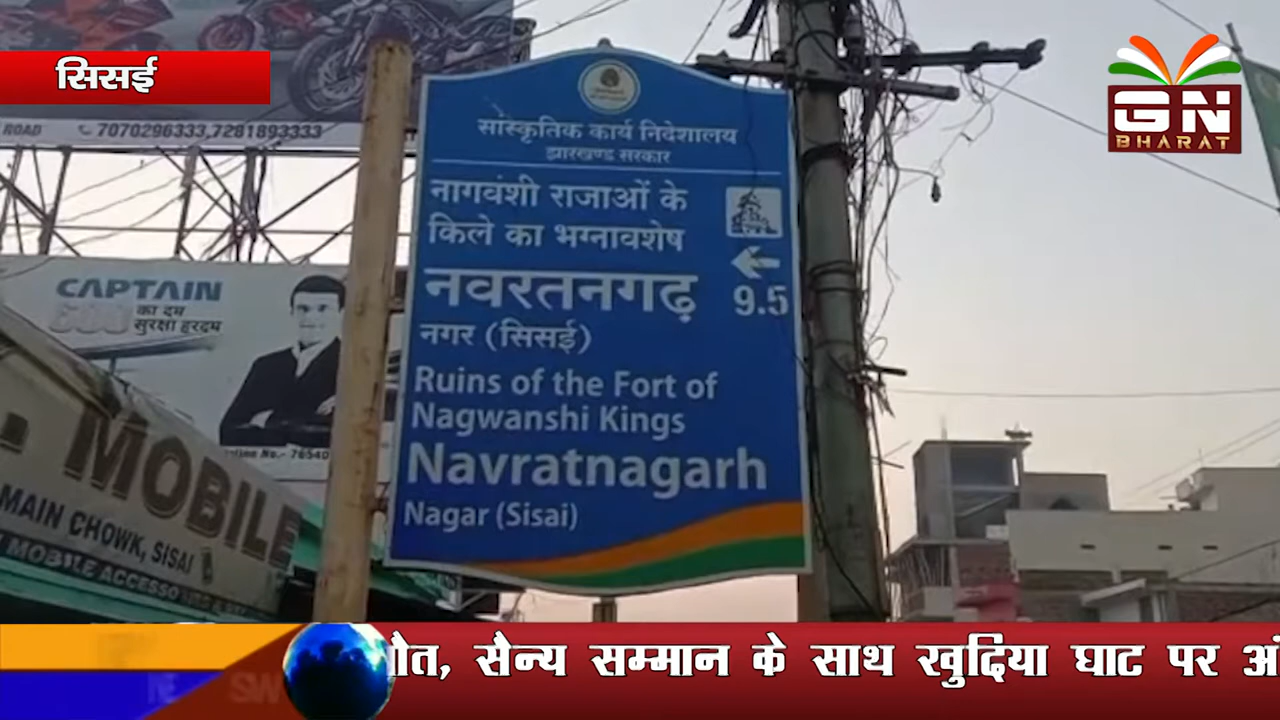 सिसई
ROAD
7070296333,7281893333
GN
BHARAT
सांस्कृतिक कार्य निदेशालय
झारखण्ड सरकार
नागवंशी राजाओं के
किले का भग्नावशेष
नवरतनगढ़
9.5
नगर (सिसई)
Ruins of the Fort of
Nagwanshi Kings
Navratnagarh
Nagar (Sisai)
CAPTAIN
का दम
सुरक्षा हरदम
MOBILE
MAIN CHOWK, SISAI
MOBILE ACCESSO
सैन्य सम्मान के साथ खुदिया घाट पर